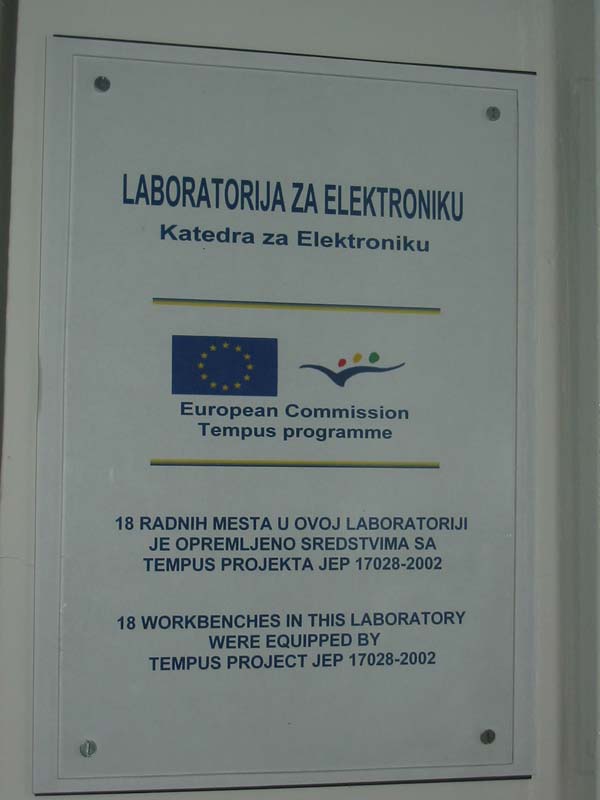 LABORATORIJA ZA ELEKTRONIKU
Katedra za Elektroniku
European Commission
Tempus programme
18 RADNIH MESTA U OVOJ LABORATORIJI
JE OPREMLJENO SREDSTVIMA SA
TEMPUS PROJEKTA JEP 17028-2002
18 WORKBENCHES IN THIS LABORATORY
WERE EQUIPPED BY
TEMPUS PROJECT JEP 17028-2002